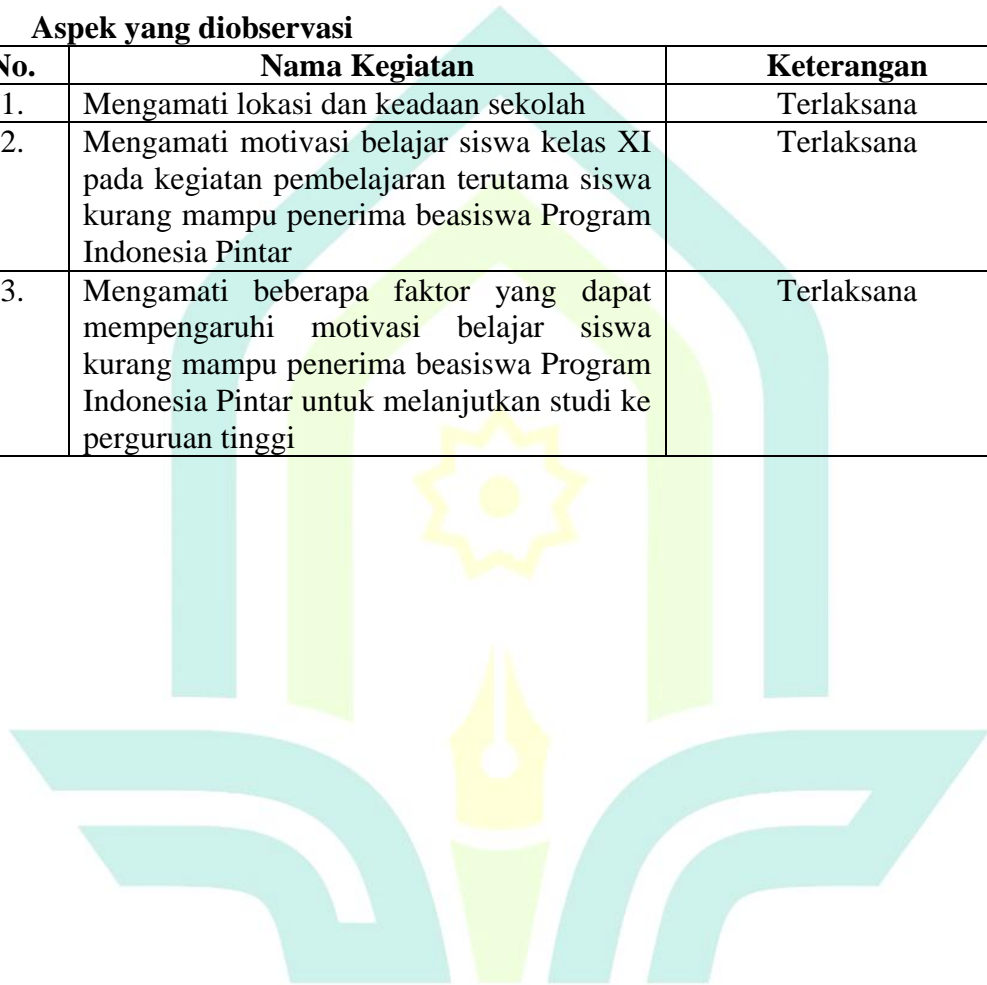 Aspek yang diobservasi
No. Nama Kegiatan Keterangan
1. Mengamati lokasi dan keadaan sekolah Terlaksana
2. Mengamati motivasi belajar siswa kelas XI Terlaksana
pada kegiatan pembelajaran terutama siswa
kurang mampu penerima beasiswa Program
Indonesia Pintar
3. Mengamati beberapa faktor yang dapat Terlaksana
mempengaruhi motivasi belajar siswa
kurang mampu penerima beasiswa Program
Indonesia Pintar untuk melanjutkan studi ke
perguruan tinggi